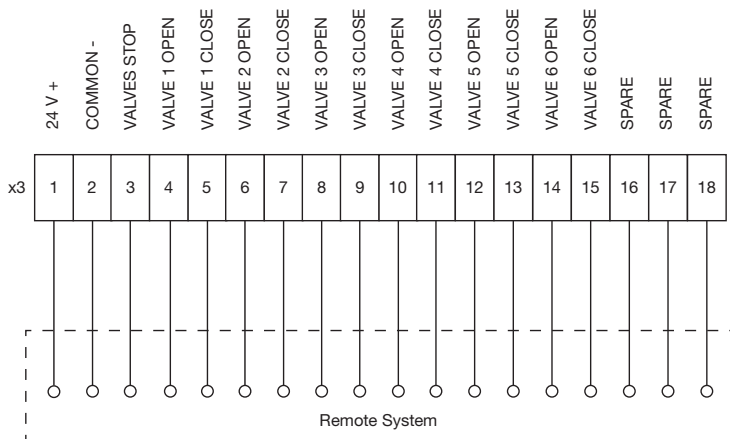 24 V +
COMMON -
VALVES STOP
VALVE 1 OPEN
VALVE 1 CLOSE
VALVE 2 OPEN
VALVE 2 CLOSE
VALVE 3 OPEN
VALVE 3 CLOSE
VALVE 4 OPEN
VALVE 4 CLOSE
VALVE 5 OPEN
VALVE 5 CLOSE
VALVE 6 OPEN
VALVE 6 CLOSE
SPARE
SPARE
SPARE
x3 1 2 3 4 5 6 7 8 9 10 11 12 13 14 15 16 17 18
Remote System